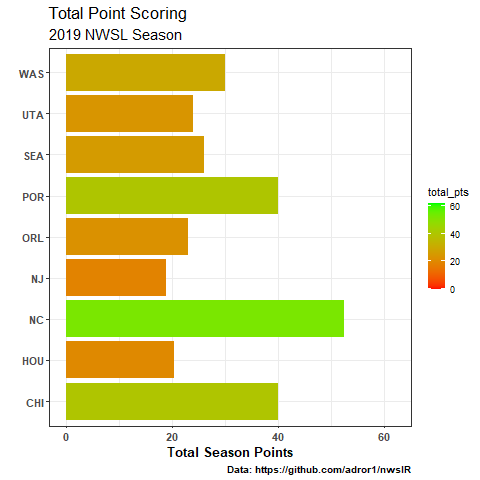 Total Point Scoring
2019 NWSL Season
WAS
UTA
SEA
POR
ORL
NJ
NC
HOU
CHI
0 20 40 60
Total Season Points
total_pts
60
40
20
0
Data: https://github.com/adror1/nwslR